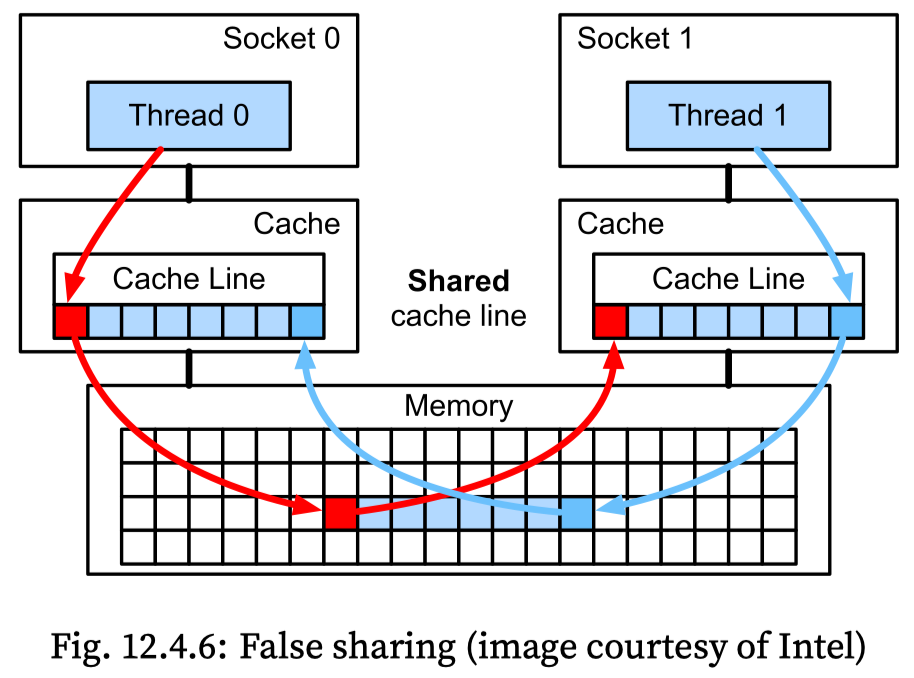 Socket 0
Socket 1
Thread 0
Thread 1
Cache
Cache
Cache Line
Cache Line
Shared
cache line
Memory
Fig. 12.4.6: False sharing (image courtesy of Intel)